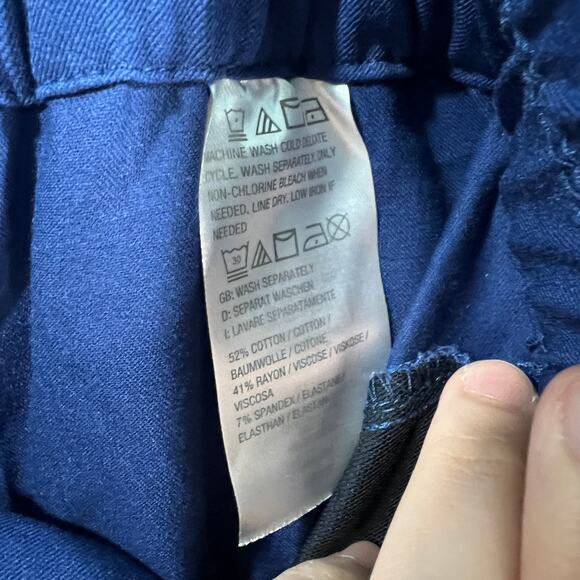 MACHINE WASH COLD DELICATE
CYCLE, WASH SEPARATELY. ONLY
NON-CHLORINE BLEACH WHEN
NEEDED. LINE DRY. LOW IRON IF
NEEDED.
30
GB: WASH SEPARATELY
D: SEPARAT WASCHEN
I: LAVARE SEPARATAMENTE
52% COTTON / COTTON /
BAUMWOLLE / COTONE
41% RAYON / VISCOSE / VISKOSE /
VISCOSA
7% SPANDEX / ELASTANE /
ELASTHAN / ELASTAN